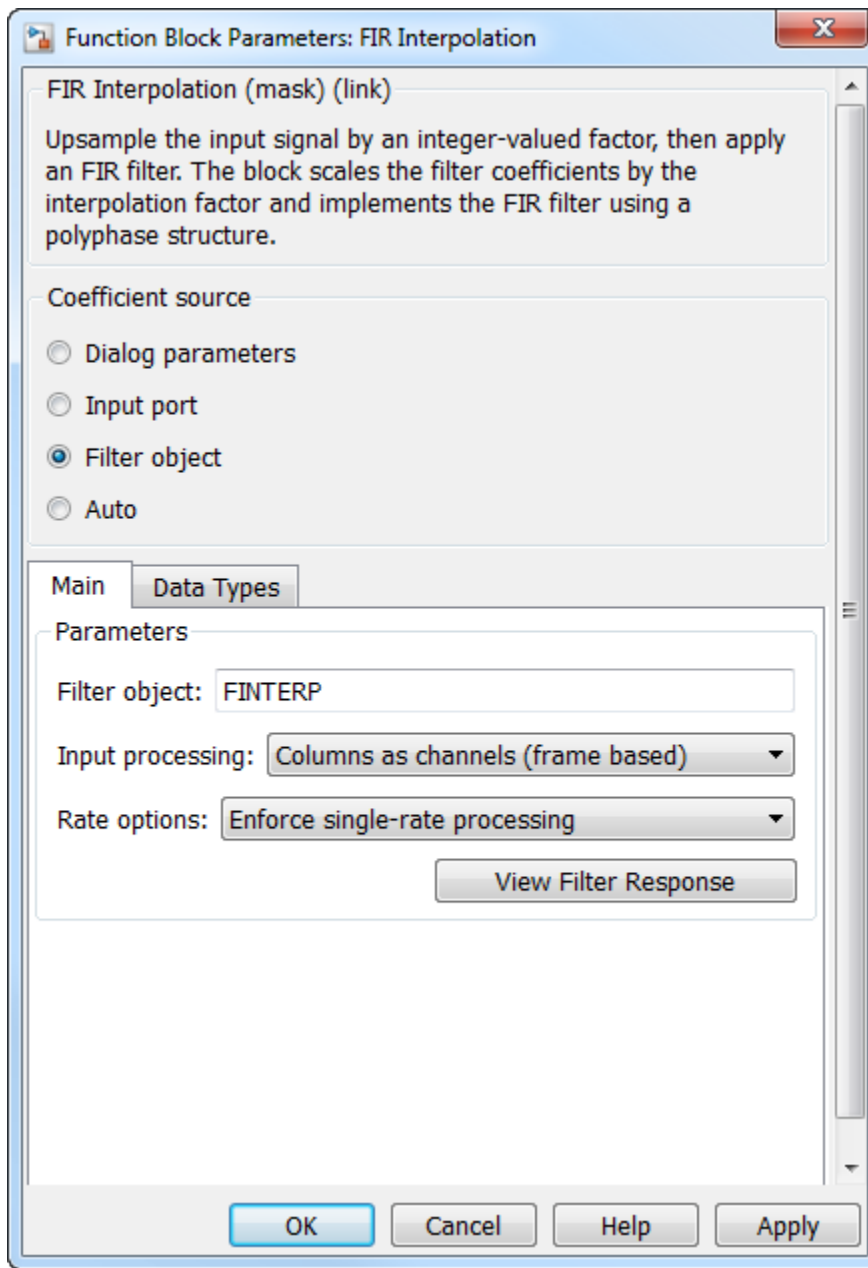 Function Block Parameters: FIR Interpolation
FIR Interpolation (mask) (link)
Upsample the input signal by an integer-valued factor, then apply
an FIR filter. The block scales the filter coefficients by the
interpolation factor and implements the FIR filter using a
polyphase structure.
Coefficient source
Dialog parameters
Input port
Filter object
Auto
Main Data Types
Parameters
Filter object: FINTERP
Input processing: Columns as channels (frame based)
Rate options: Enforce single-rate processing
View Filter Response
OK Cancel Help Apply